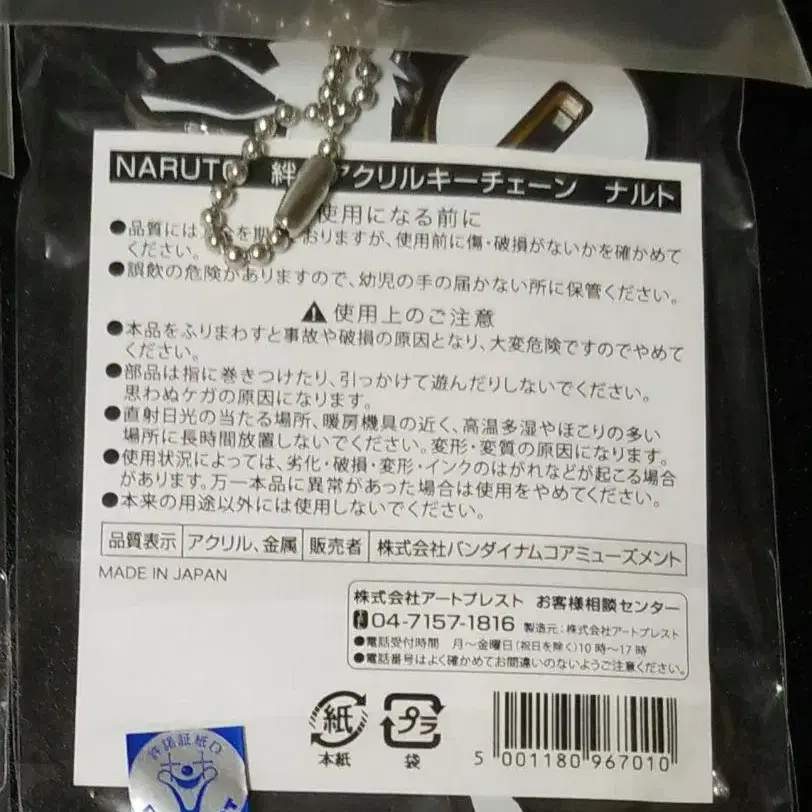 NARUTO 絆 アクリルキーチェーン ナルト
使用になる前に
●品質には を期 おりますが、使用前に傷・破損がないかを確かめて
ください。
●誤飲の危険がありますので、幼児の手の届かない所に保管ください。
⚠使用上のご注意
●本品をふりまわすと事故や破損の原因となり、大変危険ですのでやめて
ください。
●部品は指に巻きつけたり、引っかけて遊んだりしないでください。
思わぬケガの原因になります。
●直射日光の当たる場所、暖房機具の近く、高温多湿やほこりの多い
場所に長時間放置しないでください。変形・変質の原因になります。
●使用状況によっては、劣化・破損・変形・インクのはがれなどが起こる場合
があります。万一本品に異常があった場合は使用をやめてください。
●本来の用途以外には使用しないでください。
品質表示 アクリル、金属 販売者 株式会社バンダイナムコアミューズメント
MADE IN JAPAN
株式会社アートプレスト お客様相談センター
04-7157-1816 製造元:株式会社アートプレスト
●電話受付時間 月〜金曜日(祝日を除く)10時〜17時
●電話番号はよく確かめてお間違いのないようご注意ください。
紙 プラ
本紙 袋
5 001180 967010
許諾証紙